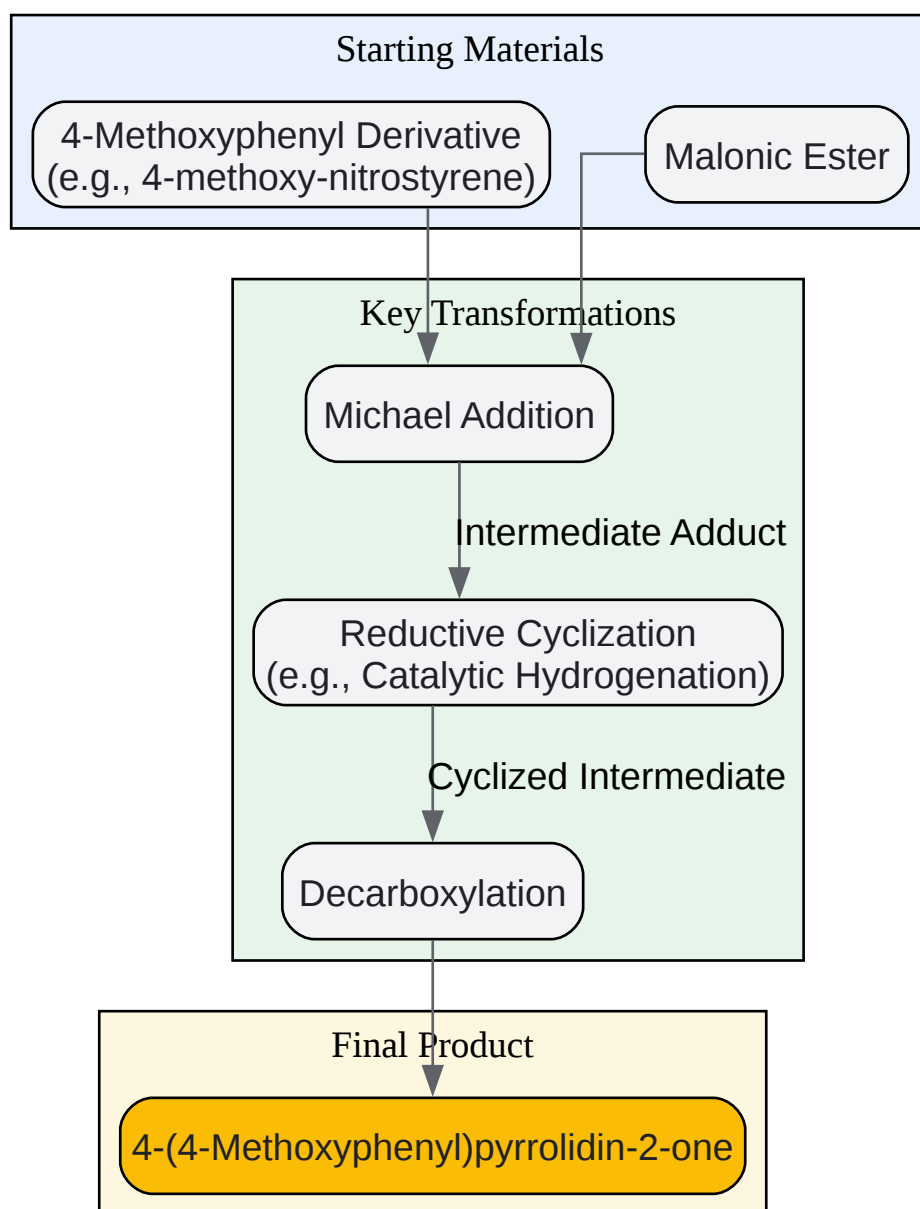 Starting Materials
4-Methoxyphenyl Derivative
(e.g., 4-methoxy-nitrostyrene)
Malonic Ester
Key Transformations
Michael Addition
Intermediate Adduct
Reductive Cyclization
(e.g., Catalytic Hydrogenation)
Cyclized Intermediate
Decarboxylation
Final Product
4-(4-Methoxyphenyl)pyrrolidin-2-one